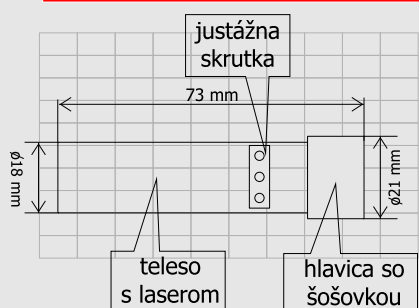 justážna
skrutka
73 mm
ø18 mm
ø21 mm
teleso
s laserom
hlavica so
šošovkou